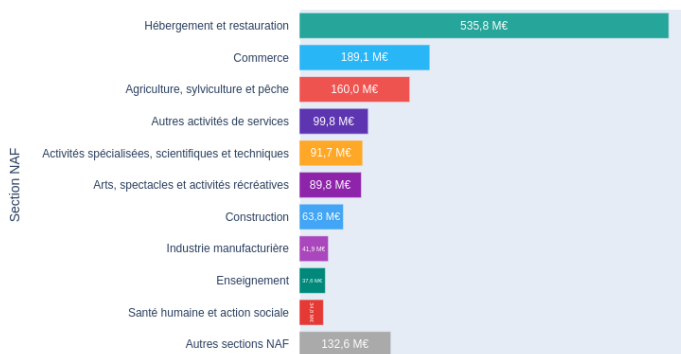 Hébergement et restauration 535,8 M€
Commerce 189,1 M€
Agriculture, sylviculture et pêche 160,0 M€
Autres activités de services 99,8 M€
Activités spécialisées, scientifiques et techniques 91,7 M€
Arts, spectacles et activités récréatives 89,8 M€
Construction 63,8 M€
Industrie manufacturière 41,9 M€
Enseignement 37,6 M€
Santé humaine et action sociale
Autres sections NAF 132,6 M€
Section NAF